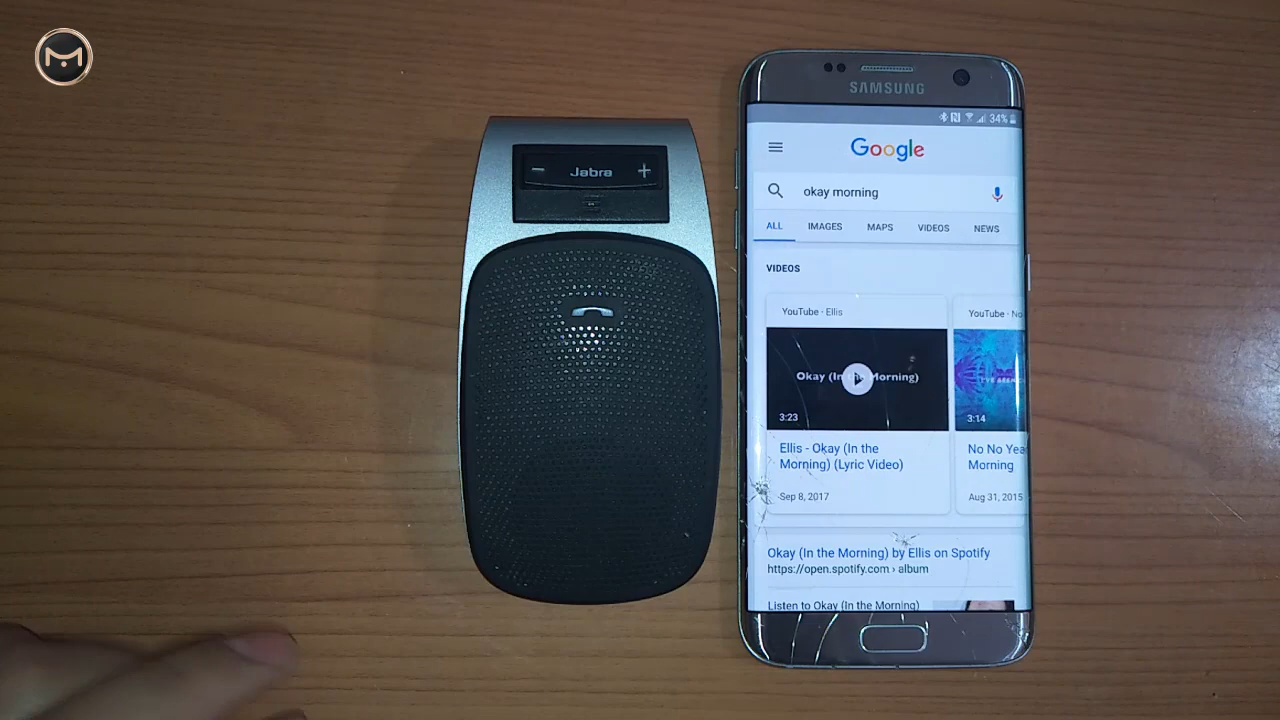 − Jabra +
SAMSUNG
34%
Google
okay morning
ALL IMAGES MAPS VIDEOS NEWS
VIDEOS
YouTube · Ellis
Okay (In the Morning)
3:23
Ellis - Okay (In the
Morning) (Lyric Video)
Sep 8, 2017
YouTube · No
3:14
No No Yea
Morning
Aug 31, 2015
Okay (In the Morning) by Ellis on Spotify
https://open.spotify.com › album
Listen to Okay (In the Morning)